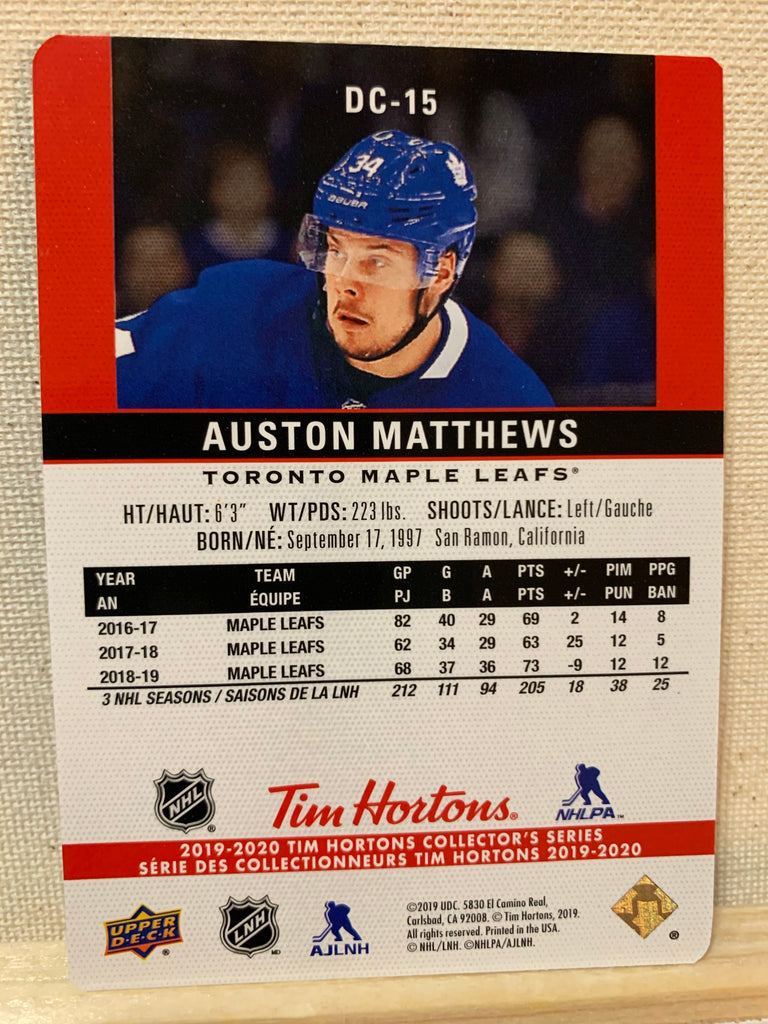 DC-15
34
BAUER
AUSTON MATTHEWS
TORONTO MAPLE LEAFS®
HT/HAUT: 6'3" WT/PDS: 223 lbs. SHOOTS/LANCE: Left/Gauche
BORN/NÉ: September 17, 1997 San Ramon, California
YEAR TEAM GP G A PTS +/- PIM PPG
AN ÉQUIPE PJ B A PTS +/- PUN BAN
2016-17 MAPLE LEAFS 82 40 29 69 2 14 8
2017-18 MAPLE LEAFS 62 34 29 63 25 12 5
2018-19 MAPLE LEAFS 68 37 36 73 -9 12 12
3 NHL SEASONS / SAISONS DE LA LNH 212 111 94 205 18 38 25
NHL® Tim Hortons® NHLPA™
2019-2020 TIM HORTONS COLLECTOR'S SERIES
SÉRIE DES COLLECTIONNEURS TIM HORTONS 2019-2020
UPPER D·E·C·K® LNH MD AJLNH
©2019 UDC. 5830 El Camino Real,
Carlsbad, CA 92008. © Tim Hortons, 2019.
All rights reserved. Printed in the USA.
© NHL/LNH. ©NHLPA/AJLNH.
®